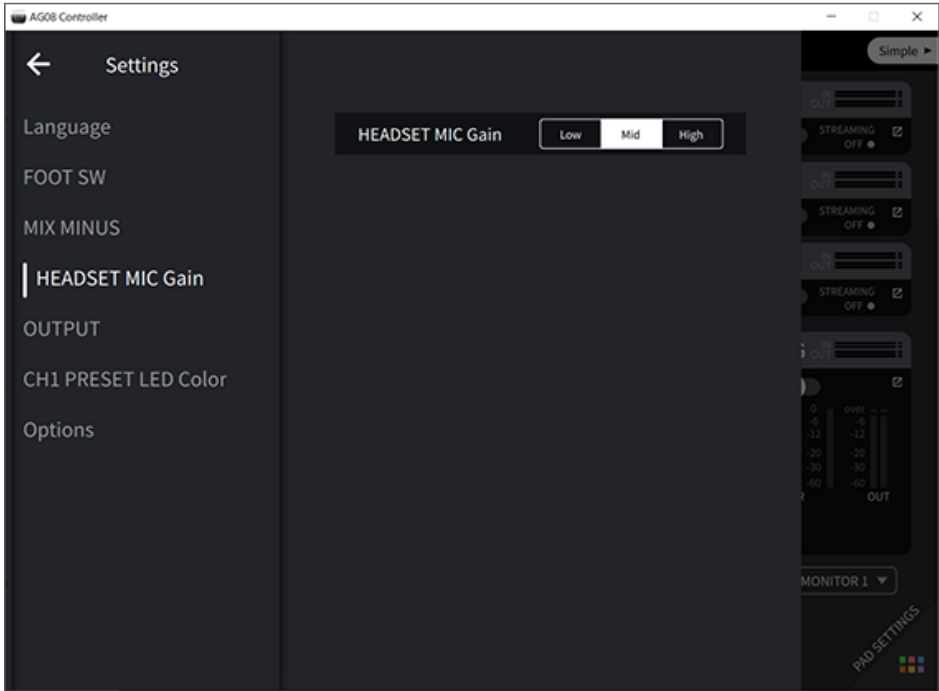 AG08 Controller
Settings
Language
FOOT SW
MIX MINUS
HEADSET MIC Gain
OUTPUT
CH1 PRESET LED Color
Options
HEADSET MIC Gain
Low
Mid
High
Simple
IN
OUT
STREAMING
OFF
IN
OUT
STREAMING
OFF
IN
OUT
STREAMING
OFF
IN
OUT
0 over
-6 -6
-12 -12
-20 -20
-30 -30
-60 -60
OUT
MONITOR 1
PAD SETTINGS